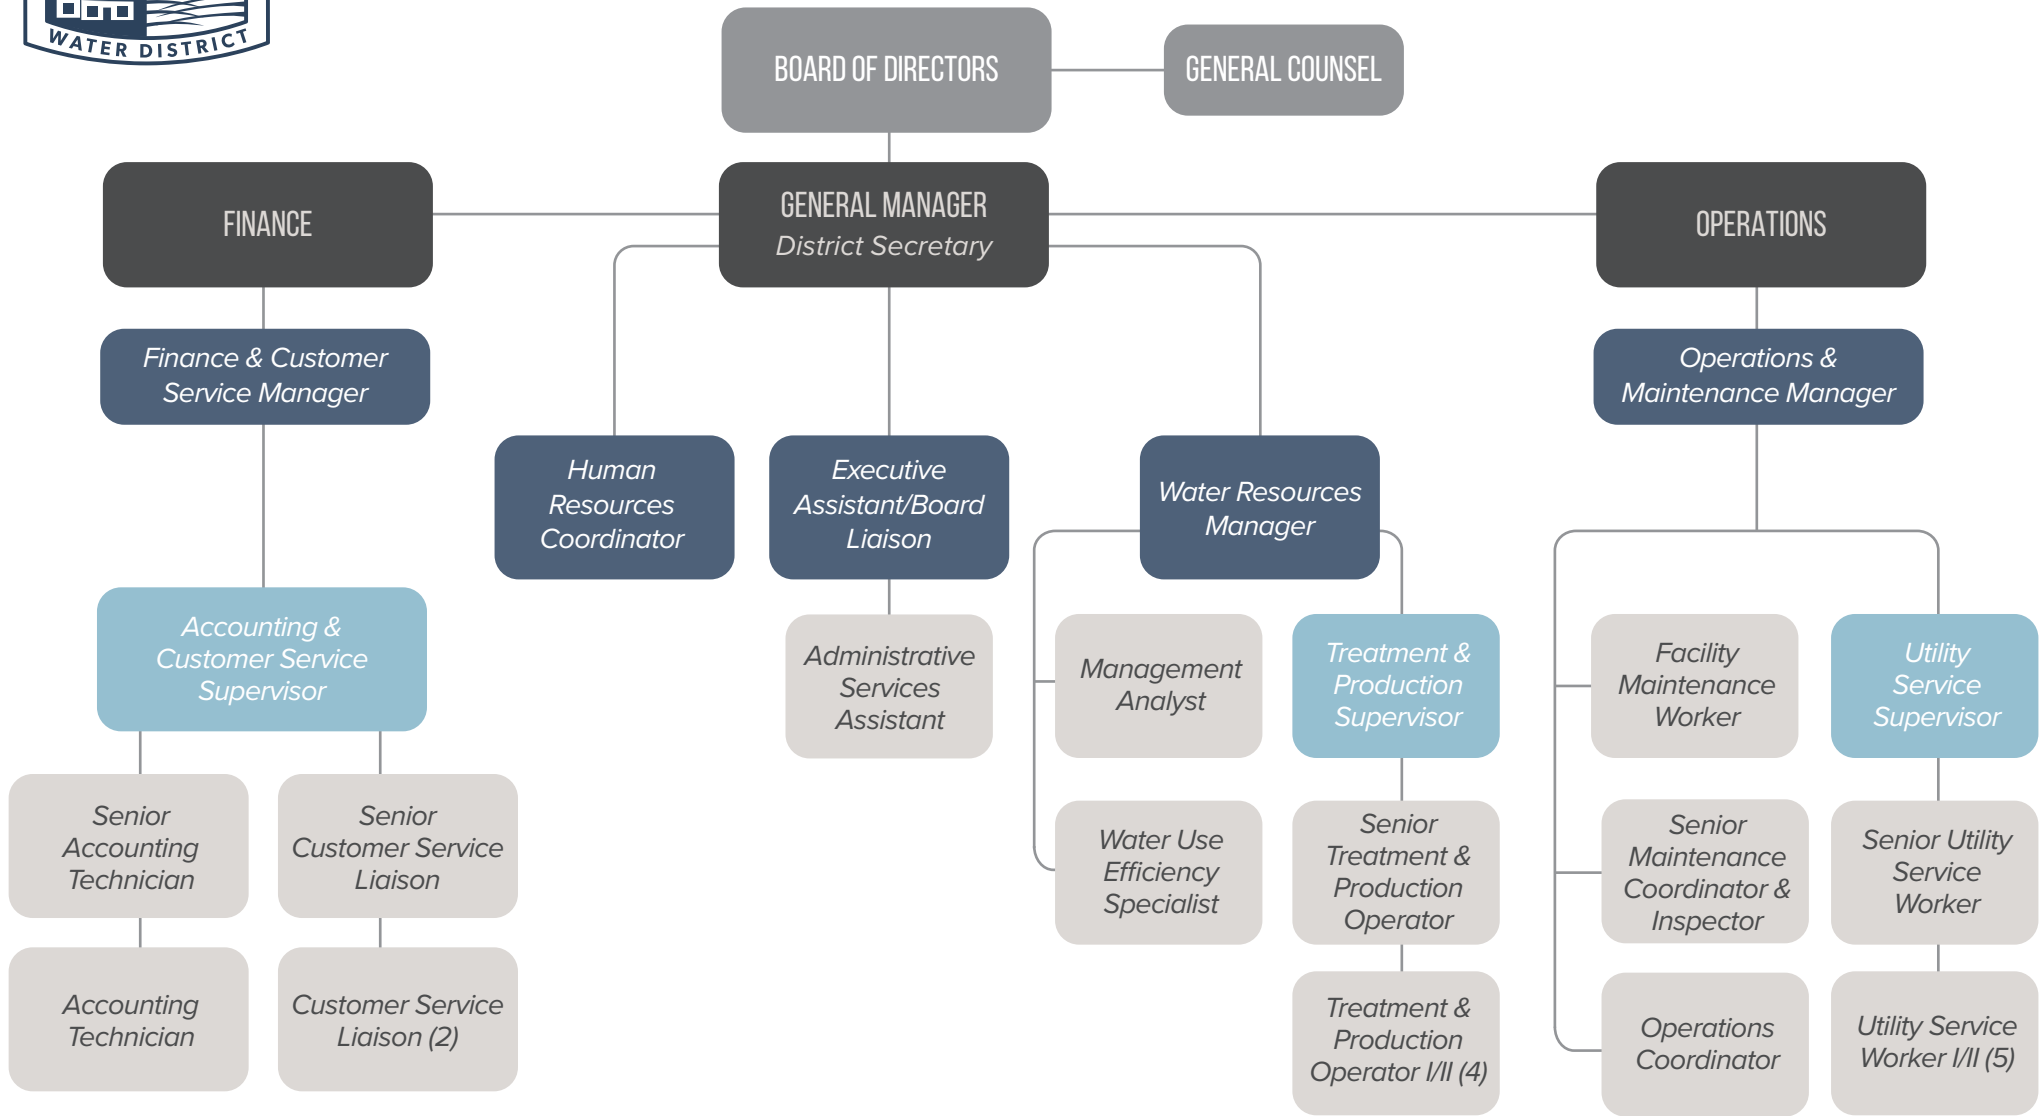 WATER DISTRICT
BOARD OF DIRECTORS
GENERAL COUNSEL
FINANCE
GENERAL MANAGER
District Secretary
OPERATIONS
Finance & Customer
Service Manager
Operations &
Maintenance Manager
Human
Resources
Coordinator
Executive
Assistant/Board
Liaison
Water Resources
Manager
Accounting &
Customer Service
Supervisor
Administrative
Services
Assistant
Management
Analyst
Treatment &
Production
Supervisor
Facility
Maintenance
Worker
Utility
Service
Supervisor
Senior
Accounting
Technician
Senior
Customer Service
Liaison
Water Use
Efficiency
Specialist
Senior
Treatment &
Production
Operator
Senior
Maintenance
Coordinator &
Inspector
Senior Utility
Service
Worker
Accounting
Technician
Customer Service
Liaison (2)
Treatment &
Production
Operator I/II (4)
Operations
Coordinator
Utility Service
Worker I/II (5)